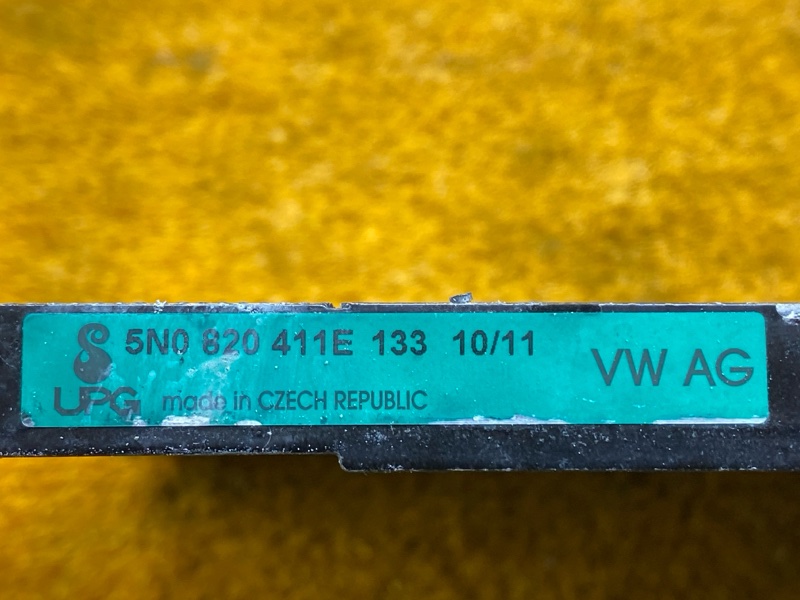 5N0 820 411E 133 10/11
VW AG
UPG made in CZECH REPUBLIC